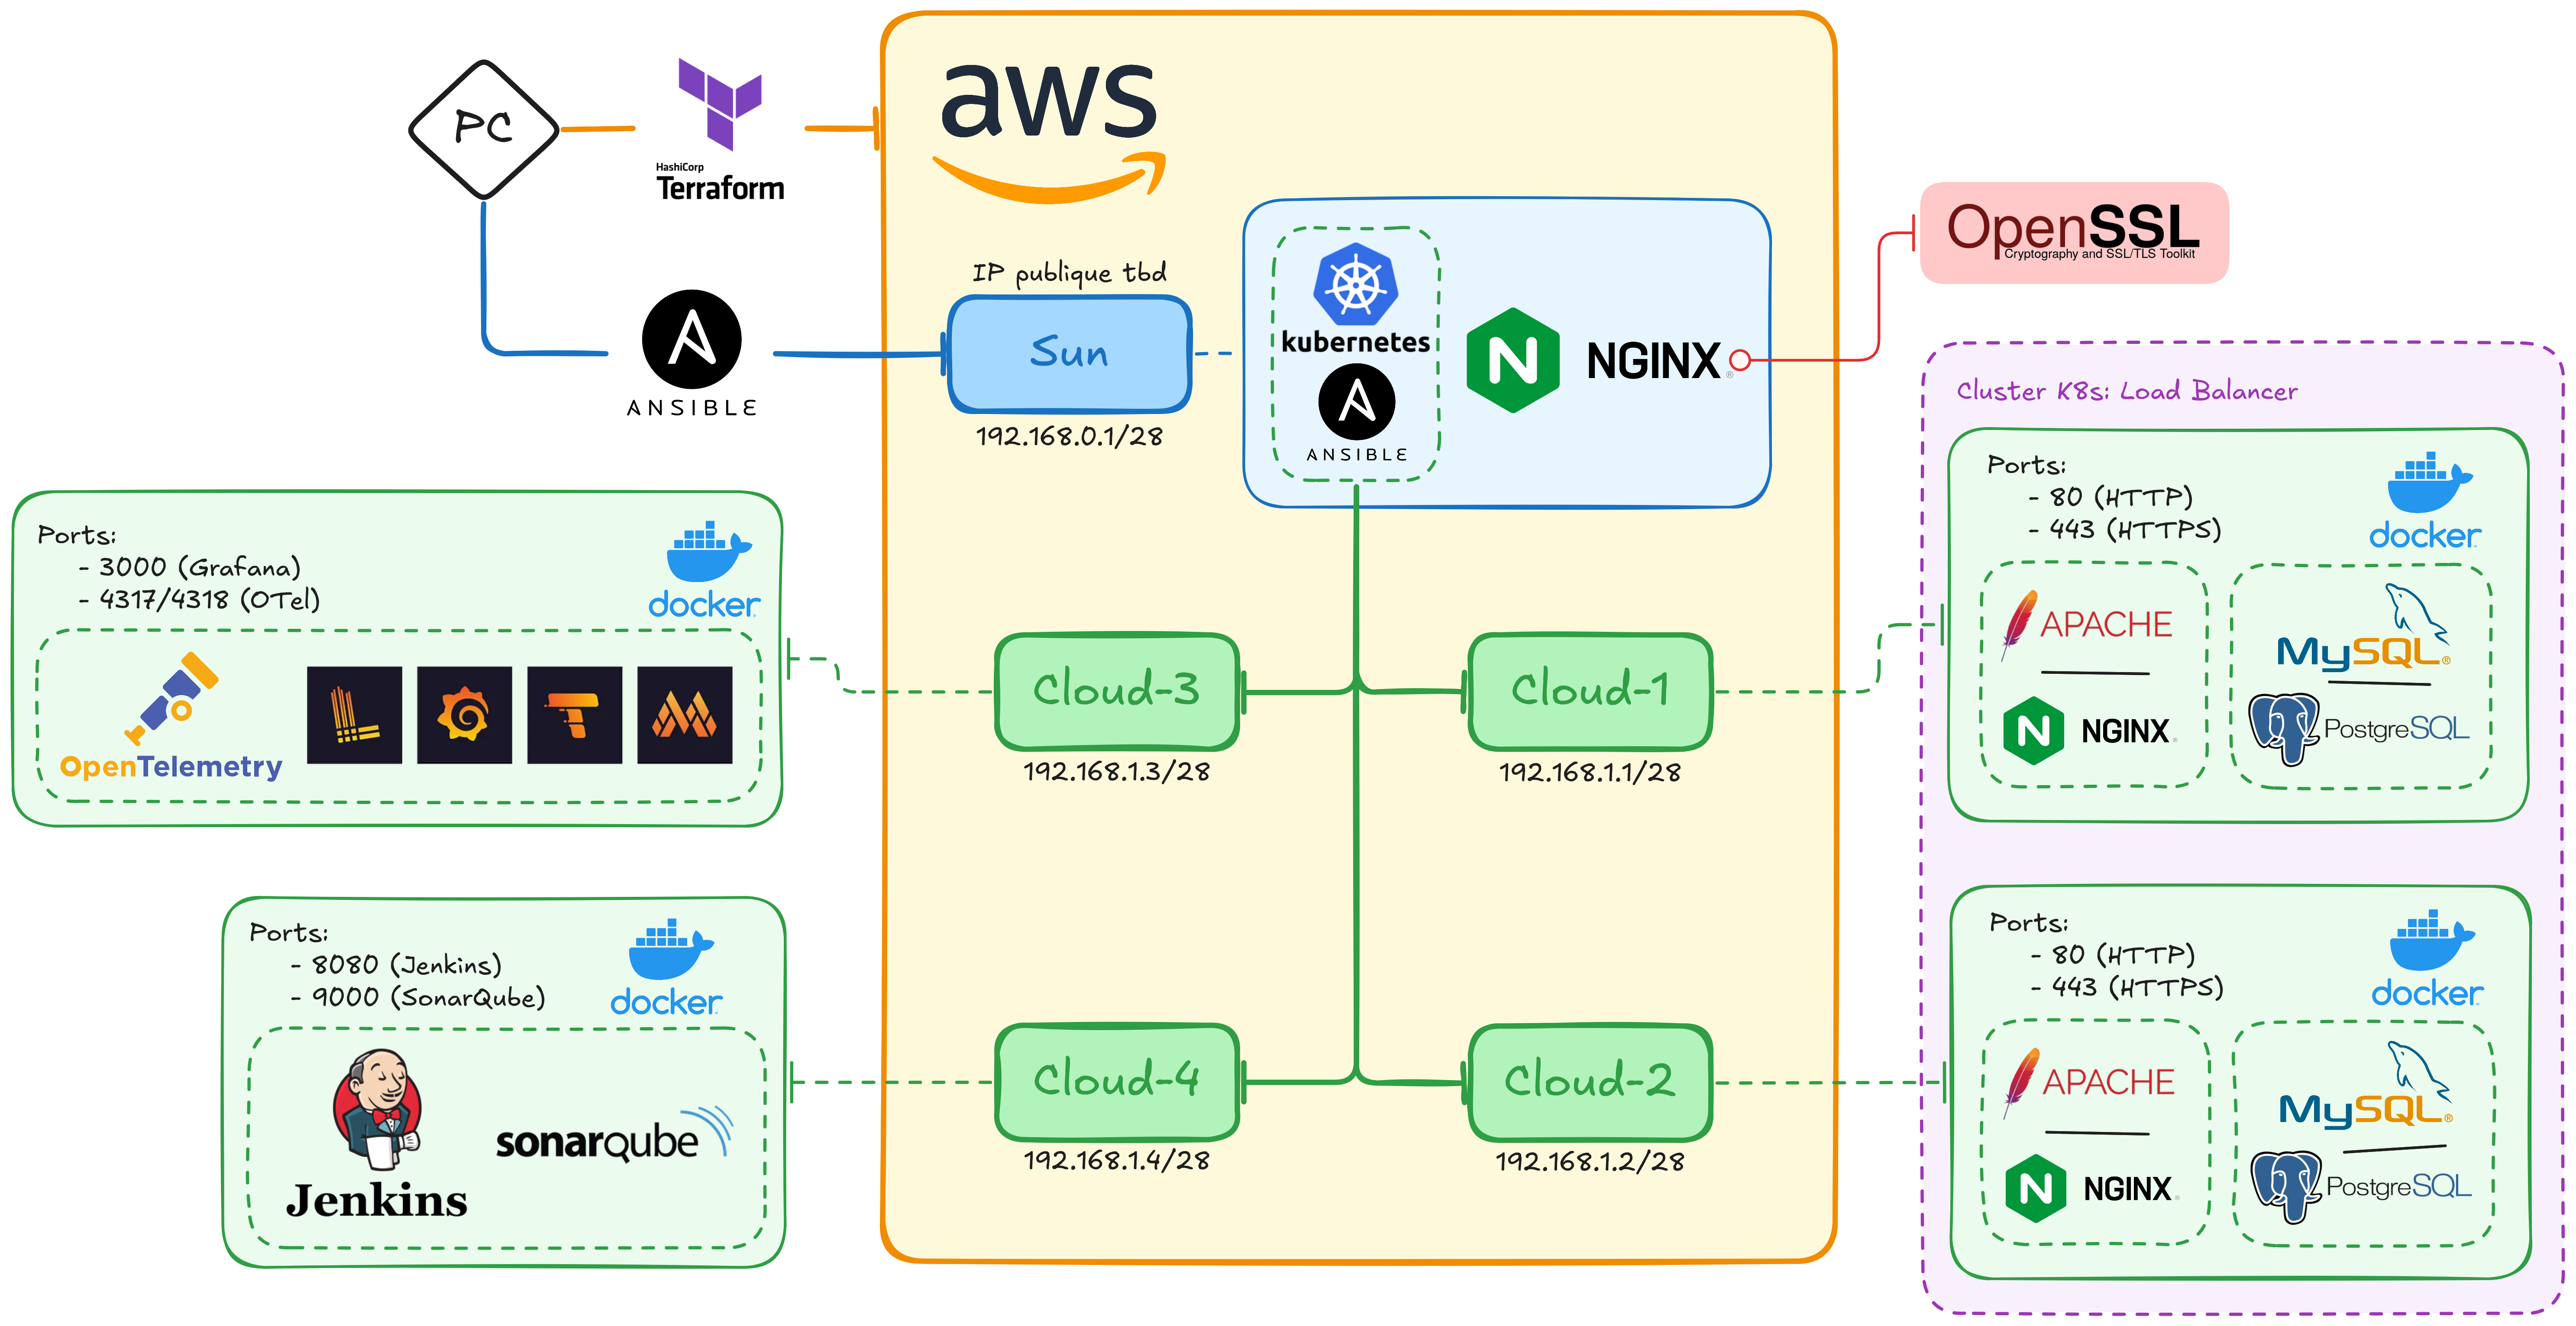 PC
HashiCorp
Terraform
ANSIBLE
aws
IP publique tbd
Sun
192.168.0.1/28
kubernetes
ANSIBLE
NGINX®
OpenSSL
Cryptography and SSL/TLS Toolkit
Cluster K8s: Load Balancer
Ports:
- 80 (HTTP)
- 443 (HTTPS)
docker
APACHE
NGINX
MySQL®
PostgreSQL
Ports:
- 3000 (Grafana)
- 4317/4318 (OTel)
docker
OpenTelemetry
Cloud-3
192.168.1.3/28
Cloud-1
192.168.1.1/28
Ports:
- 8080 (Jenkins)
- 9000 (SonarQube)
docker
Jenkins
sonarqube
Cloud-4
192.168.1.4/28
Cloud-2
192.168.1.2/28
Ports:
- 80 (HTTP)
- 443 (HTTPS)
docker
APACHE
NGINX
MySQL®
PostgreSQL